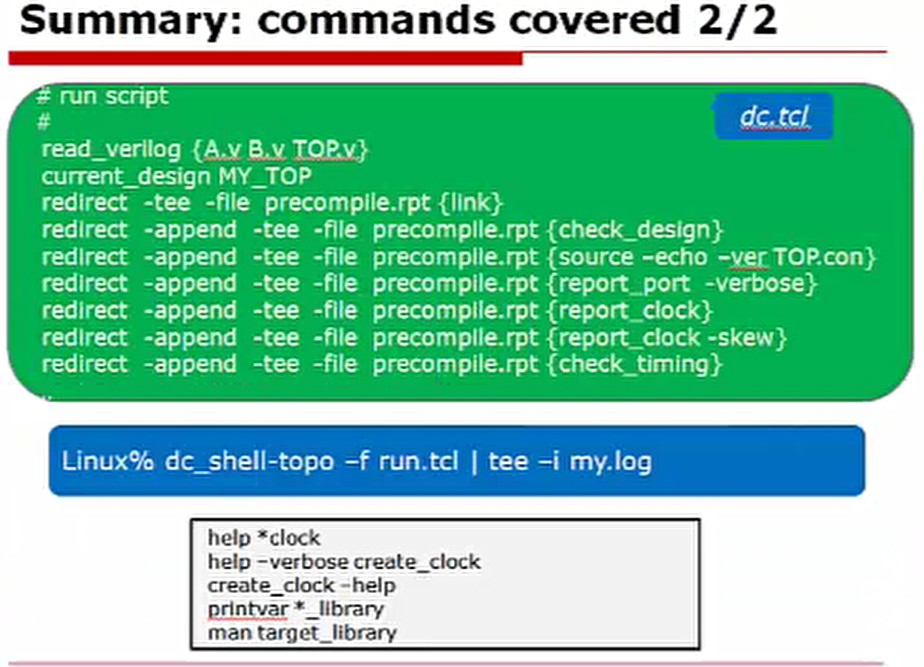 Summary: commands covered 2/2
# run script
dc.tcl
#
read_verilog {A.v B.v TOP.v}
current_design MY_TOP
redirect -tee -file precompile.rpt {link}
redirect -append -tee -file precompile.rpt {check_design}
redirect -append -tee -file precompile.rpt {source –echo –ver TOP.con}
redirect -append -tee -file precompile.rpt {report_port -verbose}
redirect -append -tee -file precompile.rpt {report_clock}
redirect -append -tee -file precompile.rpt {report_clock -skew}
redirect -append -tee -file precompile.rpt {check_timing}
Linux% dc_shell-topo –f run.tcl | tee –i my.log
help *clock
help –verbose create_clock
create_clock –help
printvar *_library
man target_library